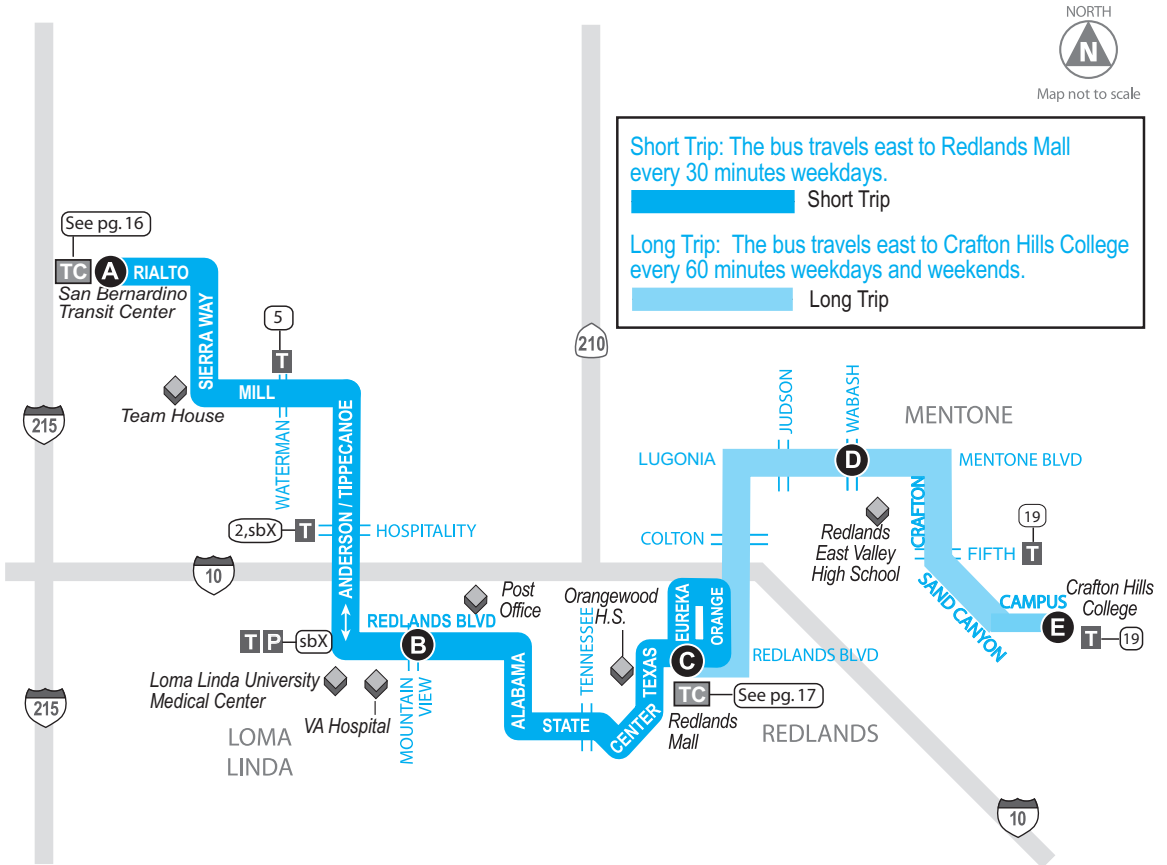 NORTH
N
Map not to scale
Short Trip: The bus travels east to Redlands Mall
every 30 minutes weekdays.
Short Trip
Long Trip:  The bus travels east to Crafton Hills College
every 60 minutes weekdays and weekends.
Long Trip
See pg. 16
TC
A
RIALTO
San Bernardino
Transit Center
SIERRA WAY
5
T
210
MILL
Team House
215
WATERMAN
ANDERSON / TIPPECANOE
JUDSON
WABASH
MENTONE
LUGONIA
D
MENTONE BLVD
2,sbX
T
HOSPITALITY
COLTON
Redlands
East Valley
High School
CRAFTON
19
FIFTH
T
10
Post
Office
Orangewood
H.S.
EUREKA
ORANGE
SAND CANYON
CAMPUS
Crafton Hills
College
E
T
19
REDLANDS BLVD
T
P
sbX
B
TENNESSEE
C
REDLANDS BLVD
Loma Linda University
Medical Center
VA Hospital
MOUNTAIN
VIEW
ALABAMA
STATE
CENTER
TEXAS
TC
See pg. 17
Redlands
Mall
REDLANDS
215
LOMA
LINDA
10